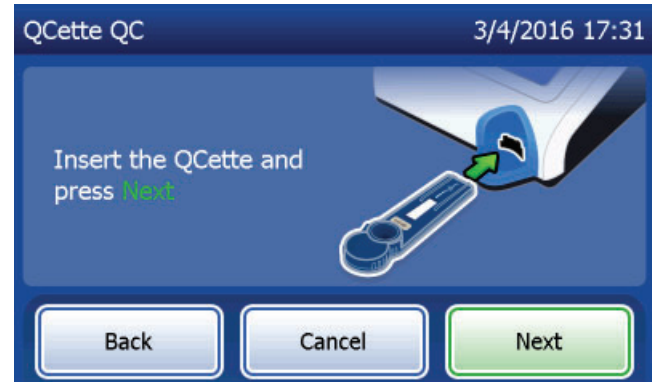 QCette QC 3/4/2016 17:31
Insert the QCette and
press Next
Back Cancel Next